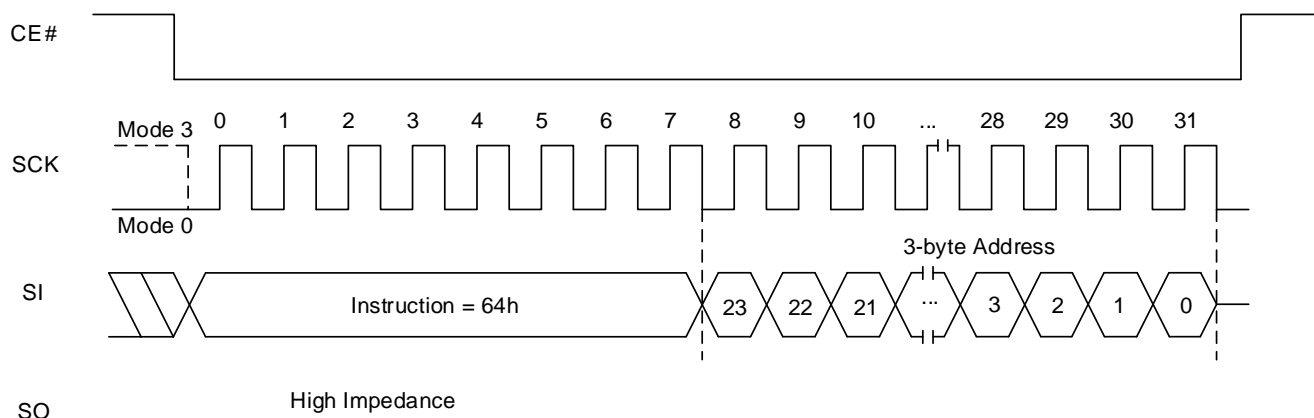 CE#
Mode 3
0 1 2 3 4 5 6 7 8 9 10 ... 28 29 30 31
SCK
Mode 0
3-byte Address
SI
Instruction = 64h
23 22 21 ... 3 2 1 0
High Impedance
SO